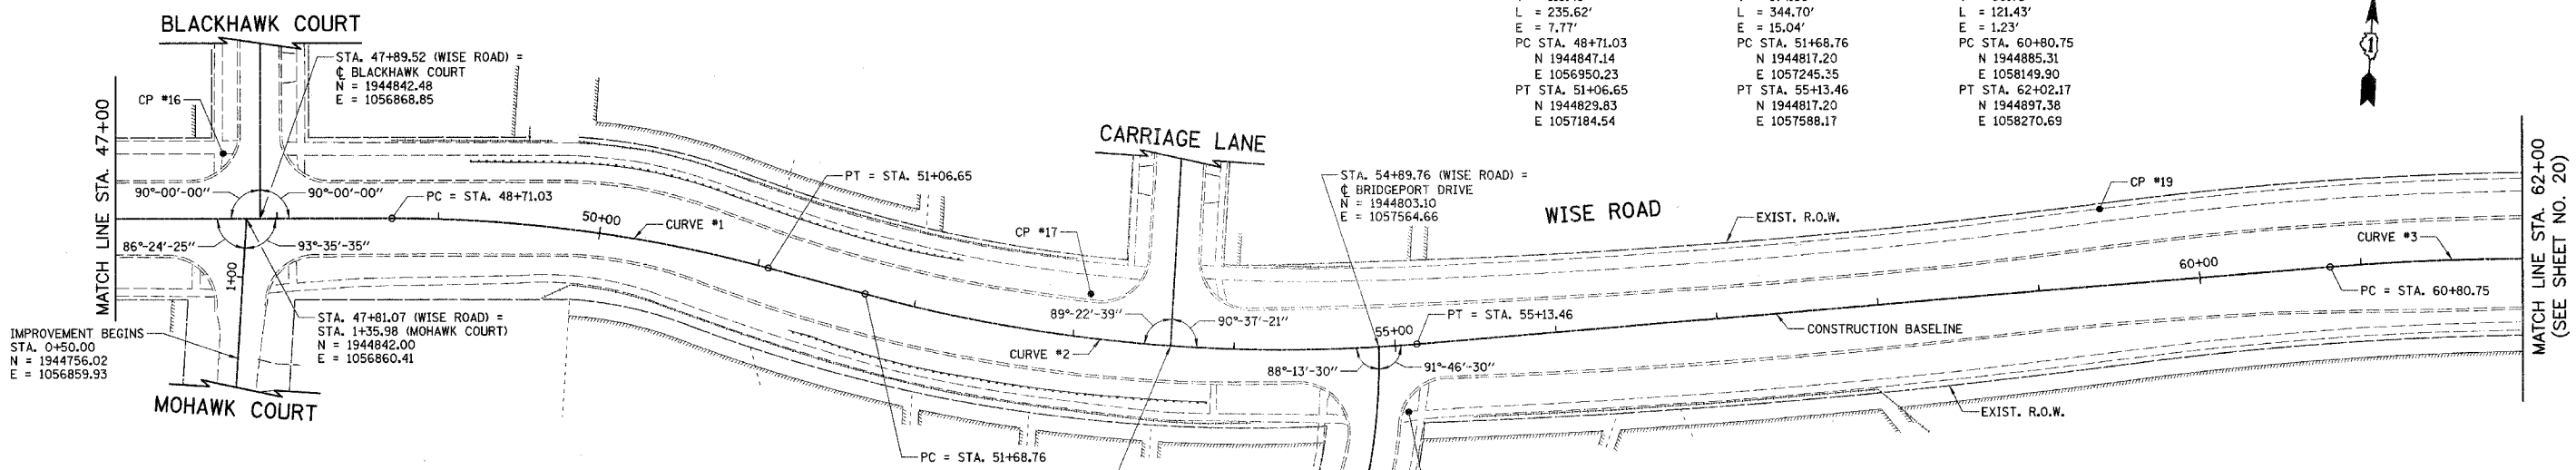 BLACKHAWK COURT
STA. 47+89.52 (WISE ROAD) =
℄ BLACKHAWK COURT
N = 1944842.48
E = 1056868.85
CP #16
MATCH LINE STA. 47+00
90°-00'-00"
90°-00'-00"
PC = STA. 48+71.03
86°-24'-25"
93°-35'-35"
1+00
50+00
CURVE #1
PT = STA. 51+06.65
IMPROVEMENT BEGINS
STA. 0+50.00
N = 1944756.02
E = 1056859.93
STA. 47+81.07 (WISE ROAD) =
STA. 1+35.98 (MOHAWK COURT)
N = 1944842.00
E = 1056860.41
MOHAWK COURT
PC = STA. 51+68.76
CARRIAGE LANE
CP #17
89°-22'-39"
90°-37'-21"
CURVE #2
STA. 54+89.76 (WISE ROAD) =
℄ BRIDGEPORT DRIVE
N = 1944803.10
E = 1057564.66
55+00
PT = STA. 55+13.46
88°-13'-30"
91°-46'-30"
L = 235.62'
E = 7.77'
PC STA. 48+71.03
N 1944847.14
E 1056950.23
PT STA. 51+06.65
N 1944829.83
E 1057184.54
L = 344.70'
E = 15.04'
PC STA. 51+68.76
N 1944817.20
E 1057245.35
PT STA. 55+13.46
N 1944817.20
E 1057588.17
L = 121.43'
E = 1.23'
PC STA. 60+80.75
N 1944885.31
E 1058149.90
PT STA. 62+02.17
N 1944897.38
E 1058270.69
WISE ROAD
EXIST. R.O.W.
CP #19
CURVE #3
60+00
PC = STA. 60+80.75
CONSTRUCTION BASELINE
EXIST. R.O.W.
MATCH LINE STA. 62+00
(SEE SHEET NO. 20)
1